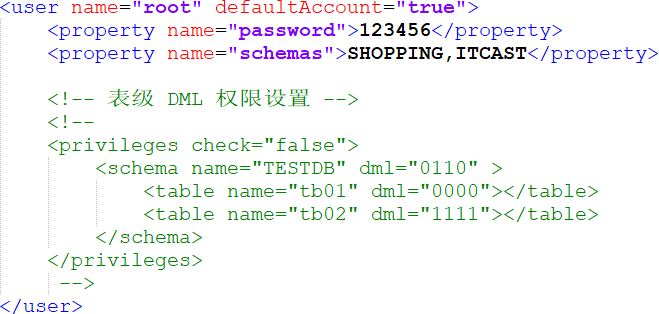 <user name="root" defaultAccount="true">
<property name="password">123456</property>
<property name="schemas">SHOPPING,ITCAST</property>
<!-- 表级 DML 权限设置 -->
<!--
<privileges check="false">
<schema name="TESTDB" dml="0110" >
<table name="tb01" dml="0000"></table>
<table name="tb02" dml="1111"></table>
</schema>
</privileges>
-->
</user>